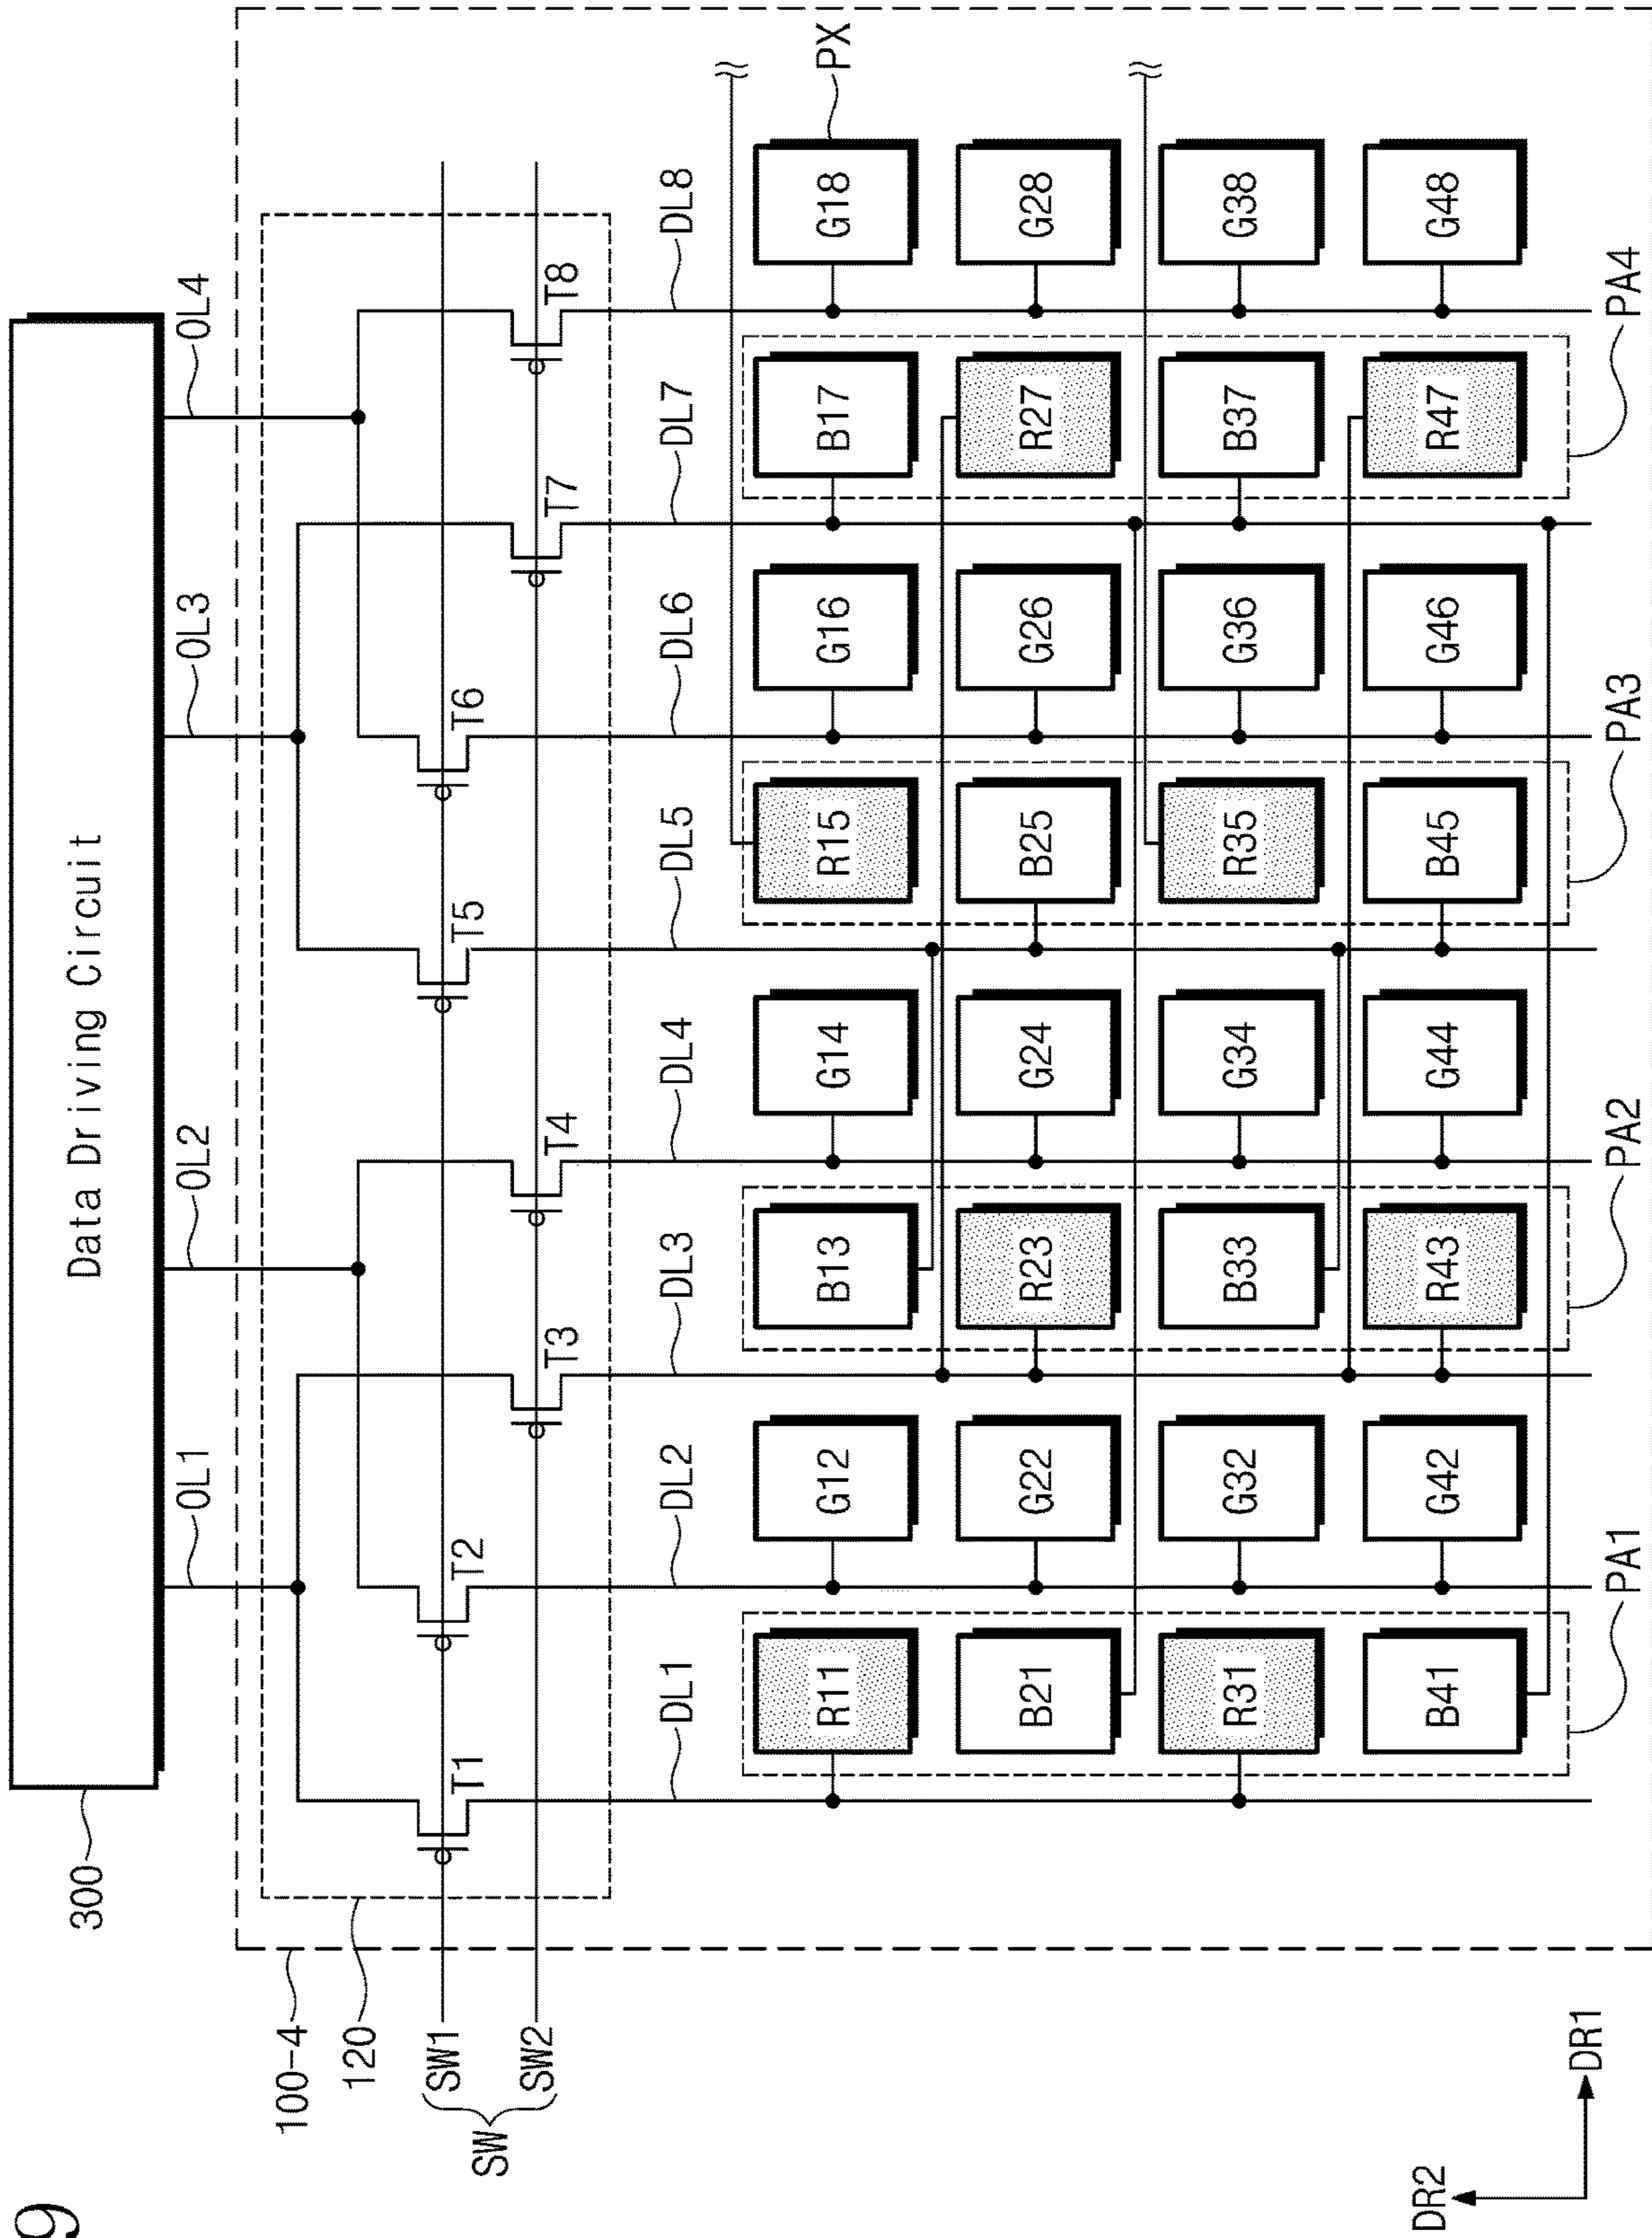 9
300
Data Driving Circuit
OL1 OL2 OL3 OL4
100-4
120
T1 T2 T3 T4 T5 T6 T7 T8
SW1
SW
SW2
DL1 DL2 DL3 DL4 DL5 DL6 DL7 DL8
PX
R11 G12 B13 G14 R15 G16 B17 G18
B21 G22 R23 G24 B25 G26 R27 G28
R31 G32 B33 G34 R35 G36 B37 G38
B41 G42 R43 G44 B45 G46 R47 G48
PA1 PA2 PA3 PA4
DR2
DR1